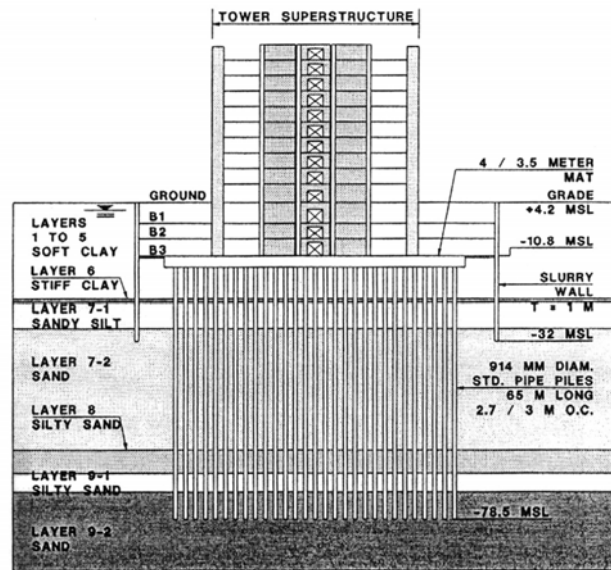 TOWER SUPERSTRUCTURE
4 / 3.5 METER
MAT
GROUND
GRADE
+4.2 MSL
B1
LAYERS
1 TO 5
SOFT CLAY
B2
B3
-10.8 MSL
LAYER 6
STIFF CLAY
SLURRY
WALL
T = 1 M
LAYER 7-1
SANDY SILT
-32 MSL
LAYER 7-2
SAND
914 MM DIAM.
STD. PIPE PILES
65 M LONG
2.7 / 3 M O.C.
LAYER 8
SILTY SAND
LAYER 9-1
SILTY SAND
-78.5 MSL
LAYER 9-2
SAND